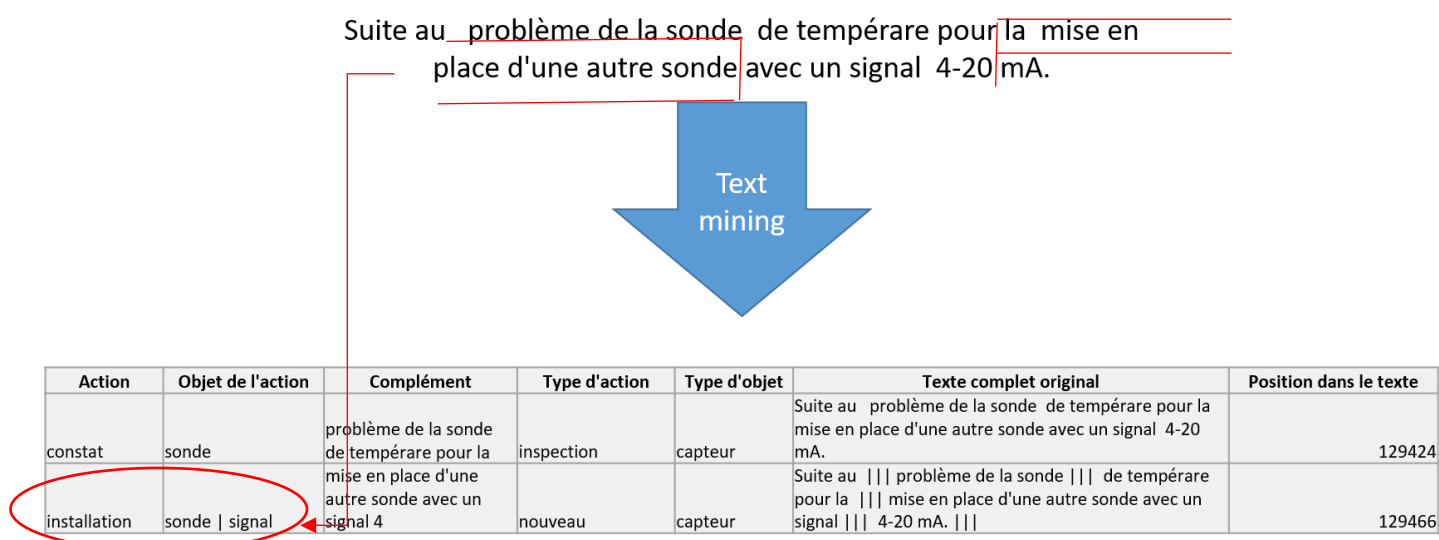 Suite au   problème de la sonde  de tempérare pour la  mise en
place d'une autre sonde avec un signal  4-20 mA.
Text
mining
Action Objet de l'action Complément Type d'action Type d'objet Texte complet original Position dans le texte
constat sonde problème de la sonde
de tempérare pour la inspection capteur Suite au   problème de la sonde  de tempérare pour la
mise en place d'une autre sonde avec un signal  4-20
mA. 129424
installation sonde | signal mise en place d'une
autre sonde avec un
signal 4 nouveau capteur Suite au  ||| problème de la sonde |||  de tempérare
pour la  ||| mise en place d'une autre sonde avec un
signal |||  4-20 mA. ||| 129466